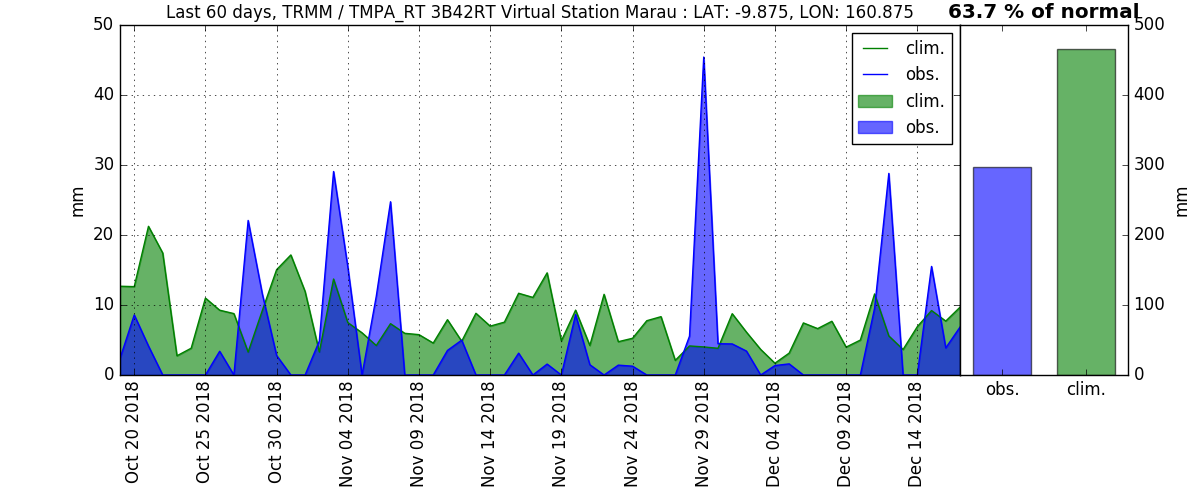 Last 60 days, TRMM / TMPA_RT 3B42RT Virtual Station Marau : LAT: -9.875, LON: 160.875
63.7 % of normal
50
40
30
20
10
0
mm
clim.
obs.
clim.
obs.
500
400
300
200
100
0
mm
Oct 20 2018
Oct 25 2018
Oct 30 2018
Nov 04 2018
Nov 09 2018
Nov 14 2018
Nov 19 2018
Nov 24 2018
Nov 29 2018
Dec 04 2018
Dec 09 2018
Dec 14 2018
obs.
clim.